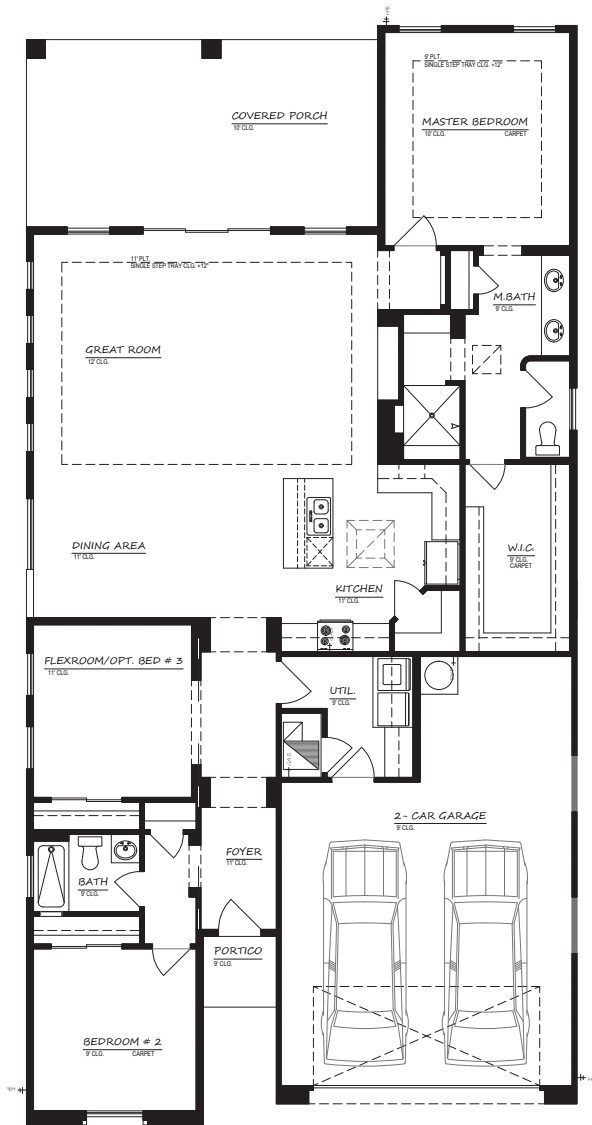 COVERED PORCH
10' CLG.
9' PLT.
SINGLE STEP TRAY CLG. +12"
MASTER BEDROOM
10' CLG. CARPET
11' PLT.
SINGLE STEP TRAY CLG. +12"
M.BATH
9' CLG.
GREAT ROOM
12' CLG.
A
DINING AREA
11' CLG.
W.I.C.
9' CLG.
CARPET
KITCHEN
11' CLG.
FLEXROOM/OPT. BED # 3
11' CLG.
UTIL.
9' CLG.
GAS
2- CAR GARAGE
9' CLG.
FOYER
11' CLG.
BATH
9' CLG.
PORTICO
9' CLG.
BEDROOM # 2
9' CLG. CARPET